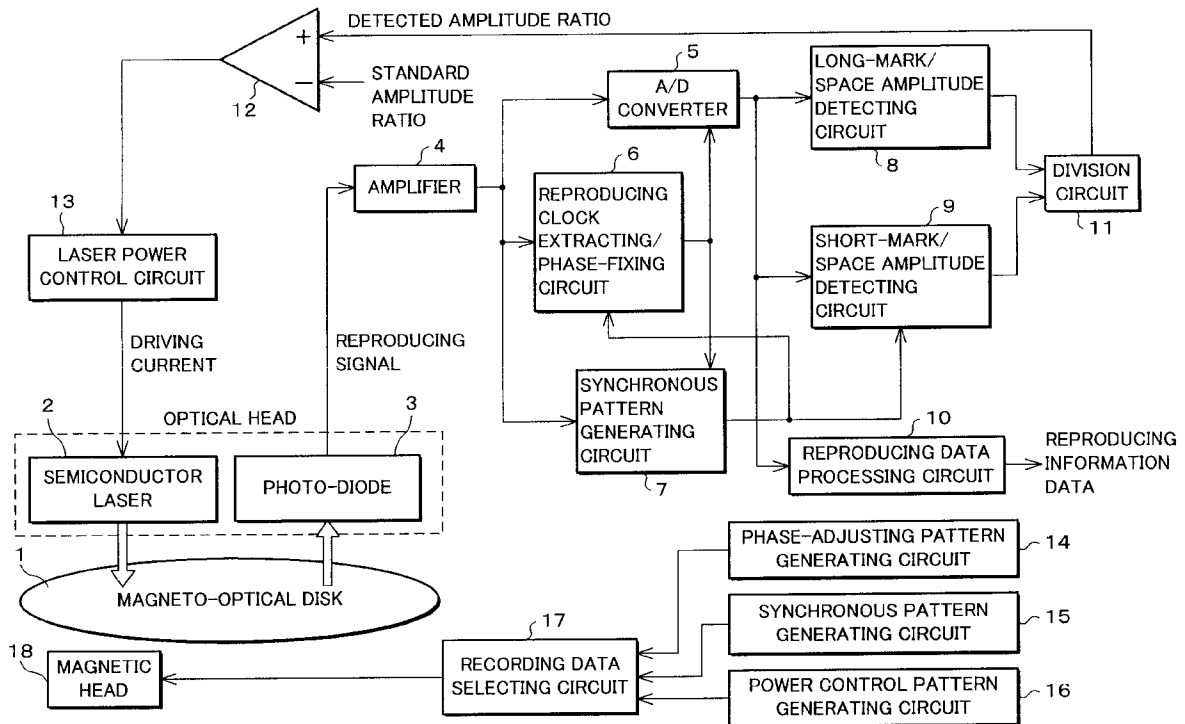 DETECTED AMPLITUDE RATIO
+
−
12
STANDARD
AMPLITUDE
RATIO
5
A/D
CONVERTER
LONG-MARK/
SPACE AMPLITUDE
DETECTING
CIRCUIT
8
4
AMPLIFIER
6
REPRODUCING
CLOCK
EXTRACTING/
PHASE-FIXING
CIRCUIT
DIVISION
CIRCUIT
11
9
SHORT-MARK/
SPACE AMPLITUDE
DETECTING
CIRCUIT
13
LASER POWER
CONTROL CIRCUIT
DRIVING
CURRENT
REPRODUCING
SIGNAL
SYNCHRONOUS
PATTERN
GENERATING
CIRCUIT
7
10
REPRODUCING DATA
PROCESSING CIRCUIT
REPRODUCING
INFORMATION
DATA
OPTICAL HEAD
2
SEMICONDUCTOR
LASER
3
PHOTO-DIODE
1
MAGNETO-OPTICAL DISK
PHASE-ADJUSTING PATTERN
GENERATING CIRCUIT
14
SYNCHRONOUS PATTERN
GENERATING CIRCUIT
15
POWER CONTROL PATTERN
GENERATING CIRCUIT
16
17
RECORDING DATA
SELECTING CIRCUIT
18
MAGNETIC
HEAD